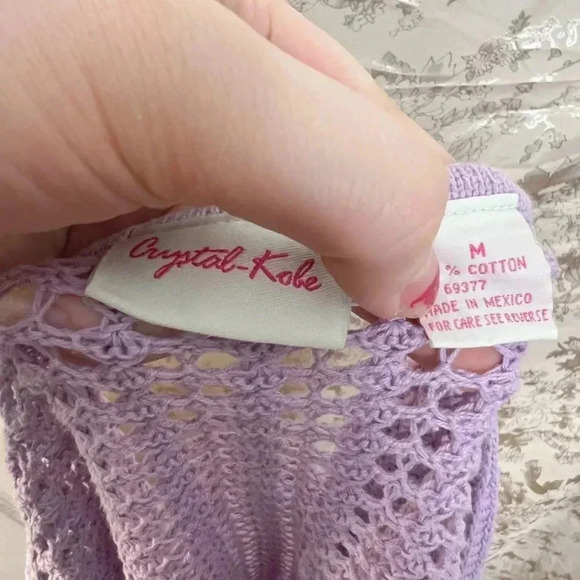 Crystal-Kobe
M
% COTTON
69377
MADE IN MEXICO
FOR CARE SEE REVERSE